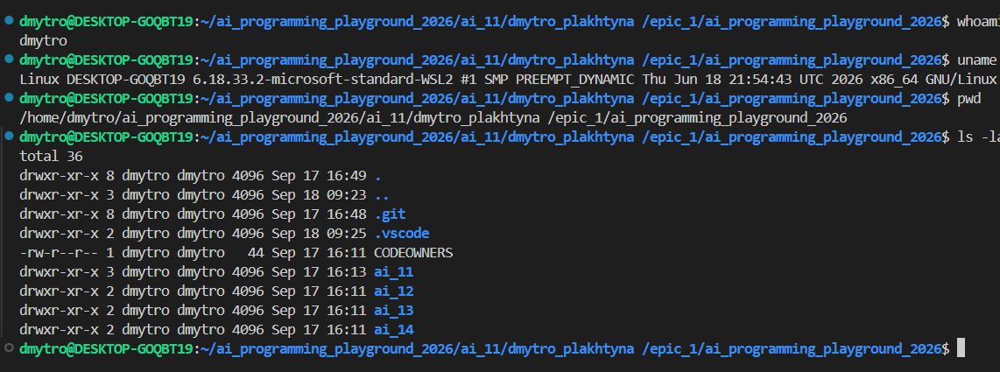 dmytro@DESKTOP-GOQBT19:~/ai_programming_playground_2026/ai_11/dmytro_plakhtyna /epic_1/ai_programming_playground_2026$ whoami
dmytro
dmytro@DESKTOP-GOQBT19:~/ai_programming_playground_2026/ai_11/dmytro_plakhtyna /epic_1/ai_programming_playground_2026$ uname
Linux DESKTOP-GOQBT19 6.18.33.2-microsoft-standard-WSL2 #1 SMP PREEMPT_DYNAMIC Thu Jun 18 21:54:43 UTC 2026 x86_64 GNU/Linux
dmytro@DESKTOP-GOQBT19:~/ai_programming_playground_2026/ai_11/dmytro_plakhtyna /epic_1/ai_programming_playground_2026$ pwd
/home/dmytro/ai_programming_playground_2026/ai_11/dmytro_plakhtyna /epic_1/ai_programming_playground_2026
dmytro@DESKTOP-GOQBT19:~/ai_programming_playground_2026/ai_11/dmytro_plakhtyna /epic_1/ai_programming_playground_2026$ ls -la
total 36
drwxr-xr-x 8 dmytro dmytro 4096 Sep 17 16:49 .
drwxr-xr-x 3 dmytro dmytro 4096 Sep 18 09:23 ..
drwxr-xr-x 8 dmytro dmytro 4096 Sep 17 16:48 .git
drwxr-xr-x 2 dmytro dmytro 4096 Sep 18 09:25 .vscode
-rw-r--r-- 1 dmytro dmytro   44 Sep 17 16:11 CODEOWNERS
drwxr-xr-x 3 dmytro dmytro 4096 Sep 17 16:13 ai_11
drwxr-xr-x 2 dmytro dmytro 4096 Sep 17 16:11 ai_12
drwxr-xr-x 2 dmytro dmytro 4096 Sep 17 16:11 ai_13
drwxr-xr-x 2 dmytro dmytro 4096 Sep 17 16:11 ai_14
dmytro@DESKTOP-GOQBT19:~/ai_programming_playground_2026/ai_11/dmytro_plakhtyna /epic_1/ai_programming_playground_2026$